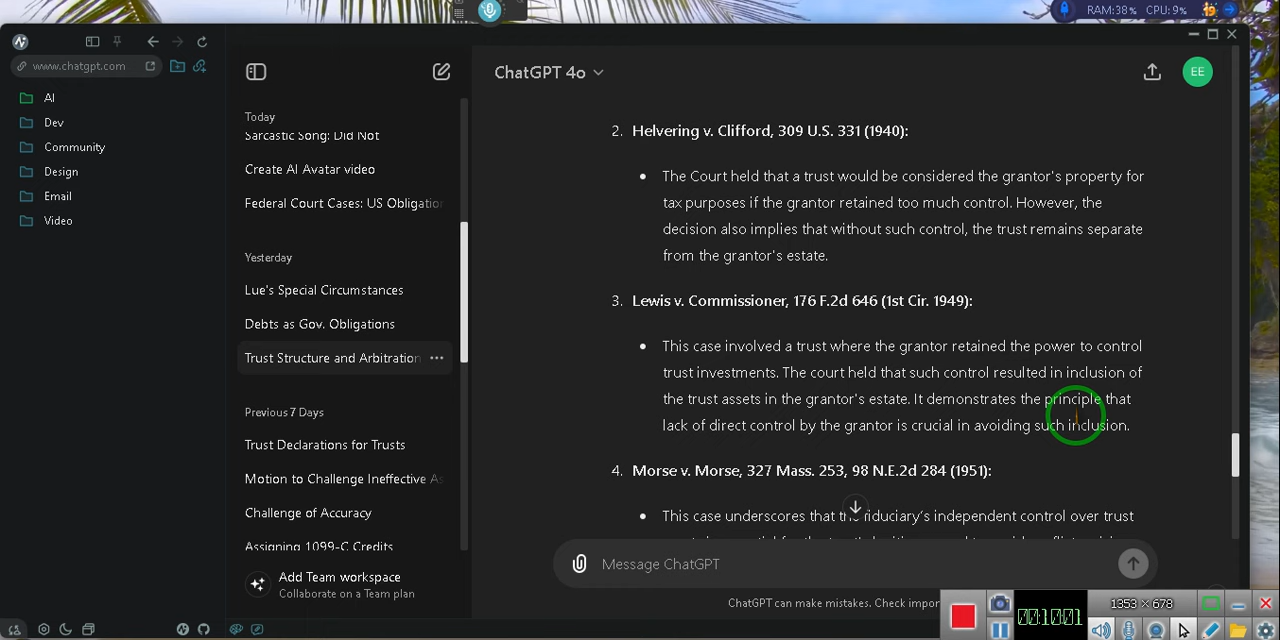 RAM:38% CPU:9% 19
www.chatgpt.com
AI
Dev
Community
Design
Email
Video
Today
Sarcastic Song: Did Not
Create AI Avatar video
Federal Court Cases: US Obligation
Yesterday
Lue's Special Circumstances
Debts as Gov. Obligations
Trust Structure and Arbitration
Previous 7 Days
Trust Declarations for Trusts
Motion to Challenge Ineffective As
Challenge of Accuracy
Assigning 1099-C Credits
Add Team workspace
Collaborate on a Team plan
ChatGPT 4o
EE
2. Helvering v. Clifford, 309 U.S. 331 (1940):
• The Court held that a trust would be considered the grantor's property for
tax purposes if the grantor retained too much control. However, the
decision also implies that without such control, the trust remains separate
from the grantor's estate.
3. Lewis v. Commissioner, 176 F.2d 646 (1st Cir. 1949):
• This case involved a trust where the grantor retained the power to control
trust investments. The court held that such control resulted in inclusion of
the trust assets in the grantor's estate. It demonstrates the principle that
lack of direct control by the grantor is crucial in avoiding such inclusion.
4. Morse v. Morse, 327 Mass. 253, 98 N.E.2d 284 (1951):
• This case underscores that the fiduciary's independent control over trust
Message ChatGPT
ChatGPT can make mistakes. Check impor
1353 × 678
00:10:01